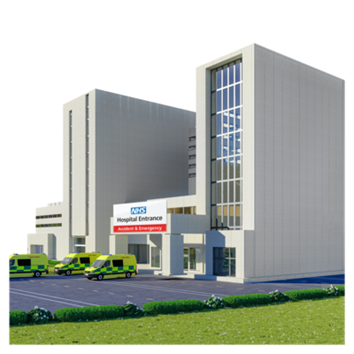 NHS
Hospital Entrance
Accident & Emergency